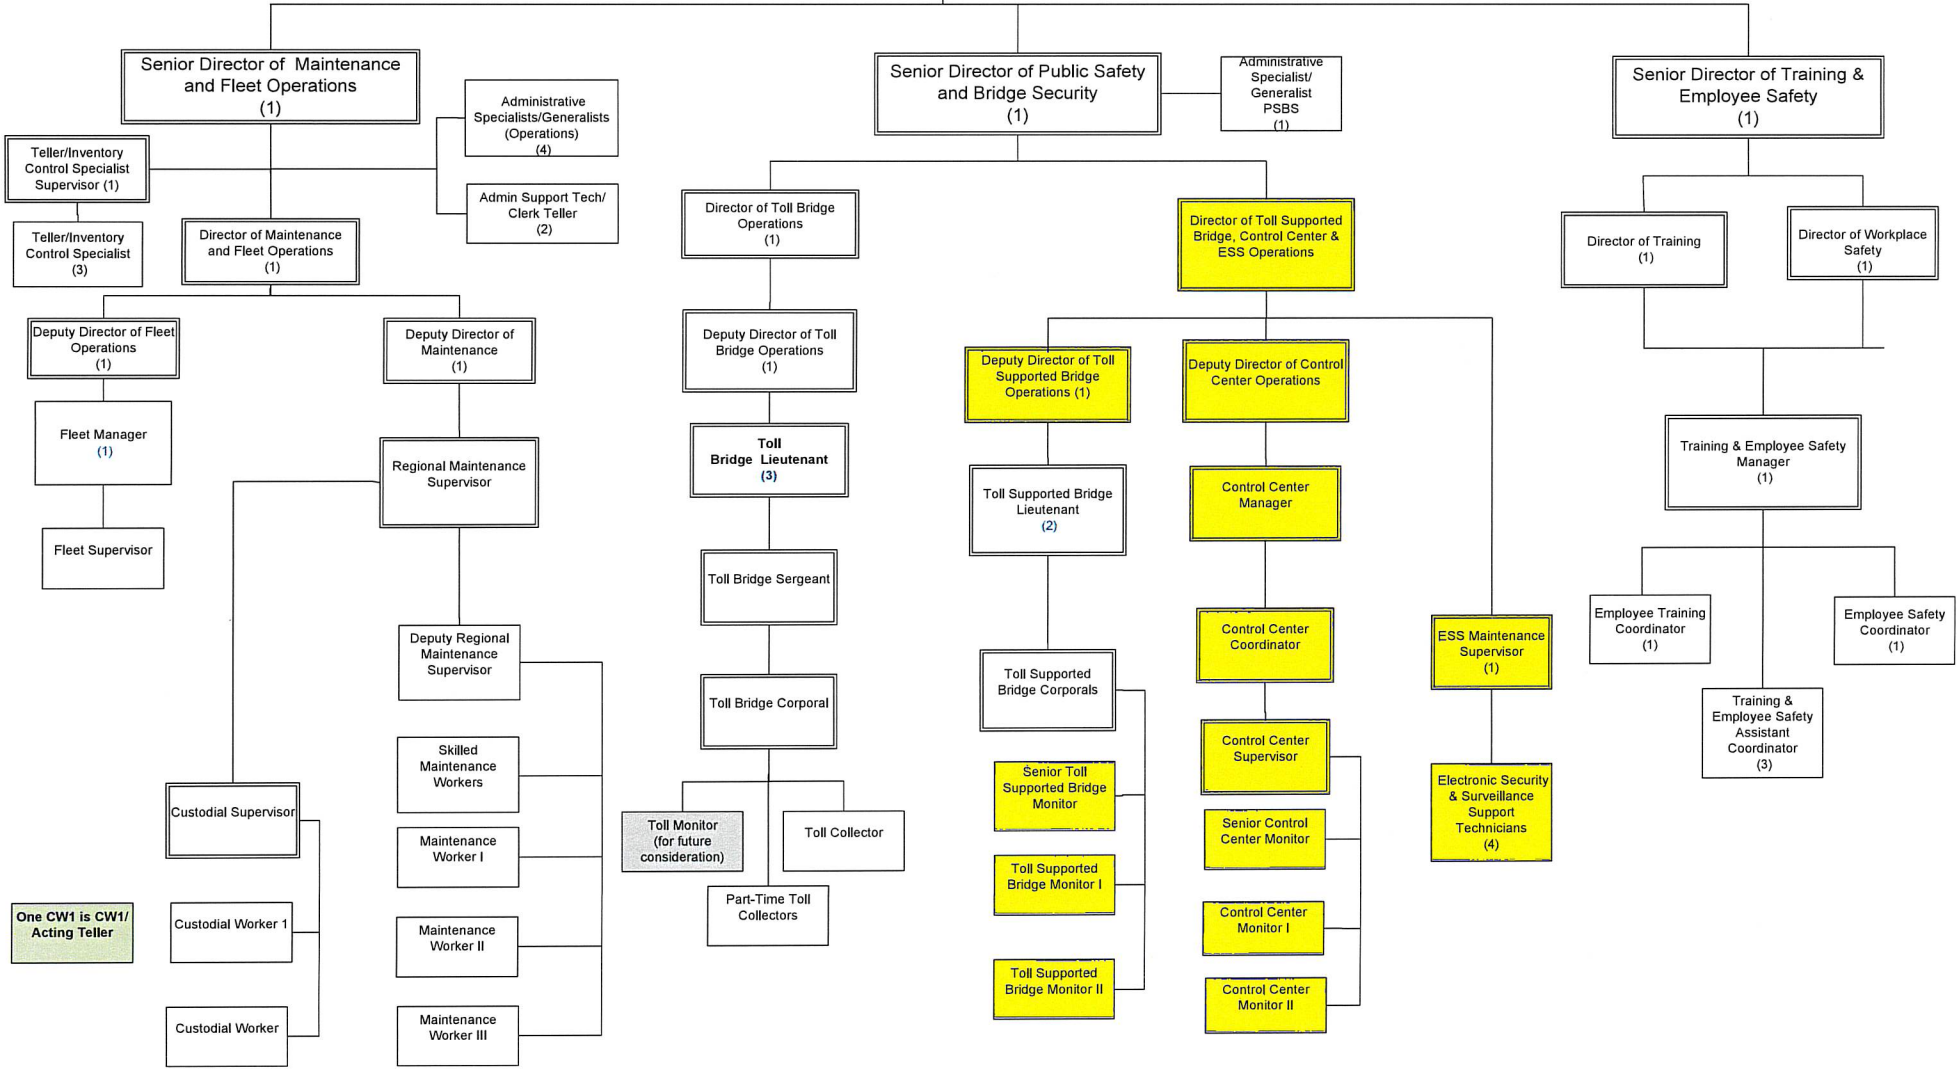 Senior Director of Maintenance
and Fleet Operations
(1)
Administrative
Specialists/Generalists
(Operations)
(4)
Teller/Inventory
Control Specialist
Supervisor (1)
Admin Support Tech/
Clerk Teller
(2)
Teller/Inventory
Control Specialist
(3)
Director of Maintenance
and Fleet Operations
(1)
Deputy Director of Fleet
Operations
(1)
Deputy Director of
Maintenance
(1)
Fleet Manager
(1)
Fleet Supervisor
Regional Maintenance
Supervisor
Deputy Regional
Maintenance
Supervisor
Skilled
Maintenance
Workers
Maintenance
Worker I
Maintenance
Worker II
Maintenance
Worker III
Custodial Supervisor
Custodial Worker 1
Custodial Worker
One CW1 is CW1/
Acting Teller
Senior Director of Public Safety
and Bridge Security
(1)
Administrative
Specialist/
Generalist
PSBS
(1)
Director of Toll Bridge
Operations
(1)
Deputy Director of Toll
Bridge Operations
(1)
Toll
Bridge Lieutenant
(3)
Toll Bridge Sergeant
Toll Bridge Corporal
Toll Monitor
(for future
consideration)
Toll Collector
Part-Time Toll
Collectors
Director of Toll Supported
Bridge, Control Center &
ESS Operations
Deputy Director of Toll
Supported Bridge
Operations (1)
Toll Supported Bridge
Lieutenant
(2)
Toll Supported
Bridge Corporals
Senior Toll
Supported Bridge
Monitor
Toll Supported
Bridge Monitor I
Toll Supported
Bridge Monitor II
Deputy Director of Control
Center Operations
Control Center
Manager
Control Center
Coordinator
Control Center
Supervisor
Senior Control
Center Monitor
Control Center
Monitor I
Control Center
Monitor II
ESS Maintenance
Supervisor
(1)
Electronic Security
& Surveillance
Support
Technicians
(4)
Senior Director of Training &
Employee Safety
(1)
Director of Training
(1)
Director of Workplace
Safety
(1)
Training & Employee Safety
Manager
(1)
Employee Training
Coordinator
(1)
Employee Safety
Coordinator
(1)
Training &
Employee Safety
Assistant
Coordinator
(3)